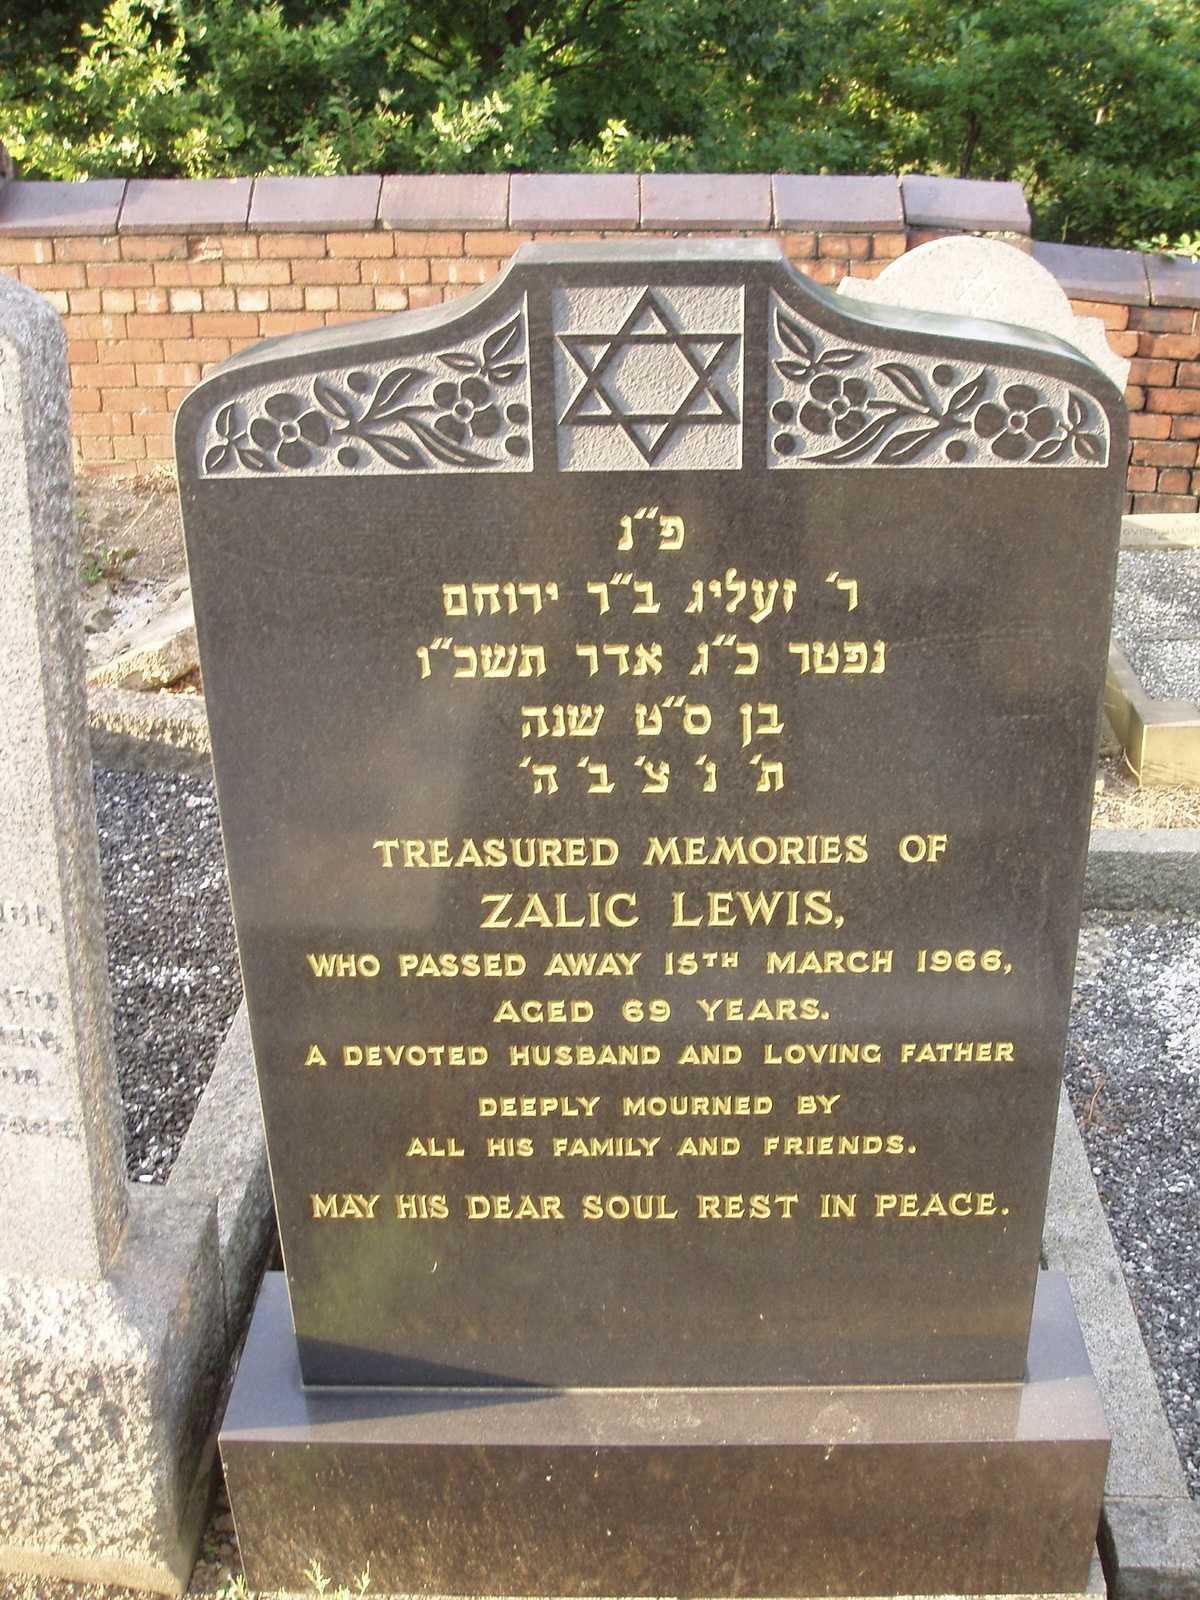 פ״נ
ר׳ זעליג ב״ר ירוחם
נפטר כ״ג אדר תשכ״ו
בן ס״ט שנה
ת׳ נ׳ צ׳ ב׳ ה׳
TREASURED MEMORIES OF
ZALIC LEWIS,
WHO PASSED AWAY 15TH MARCH 1966,
AGED 69 YEARS.
A DEVOTED HUSBAND AND LOVING FATHER
DEEPLY MOURNED BY
ALL HIS FAMILY AND FRIENDS.
MAY HIS DEAR SOUL REST IN PEACE.